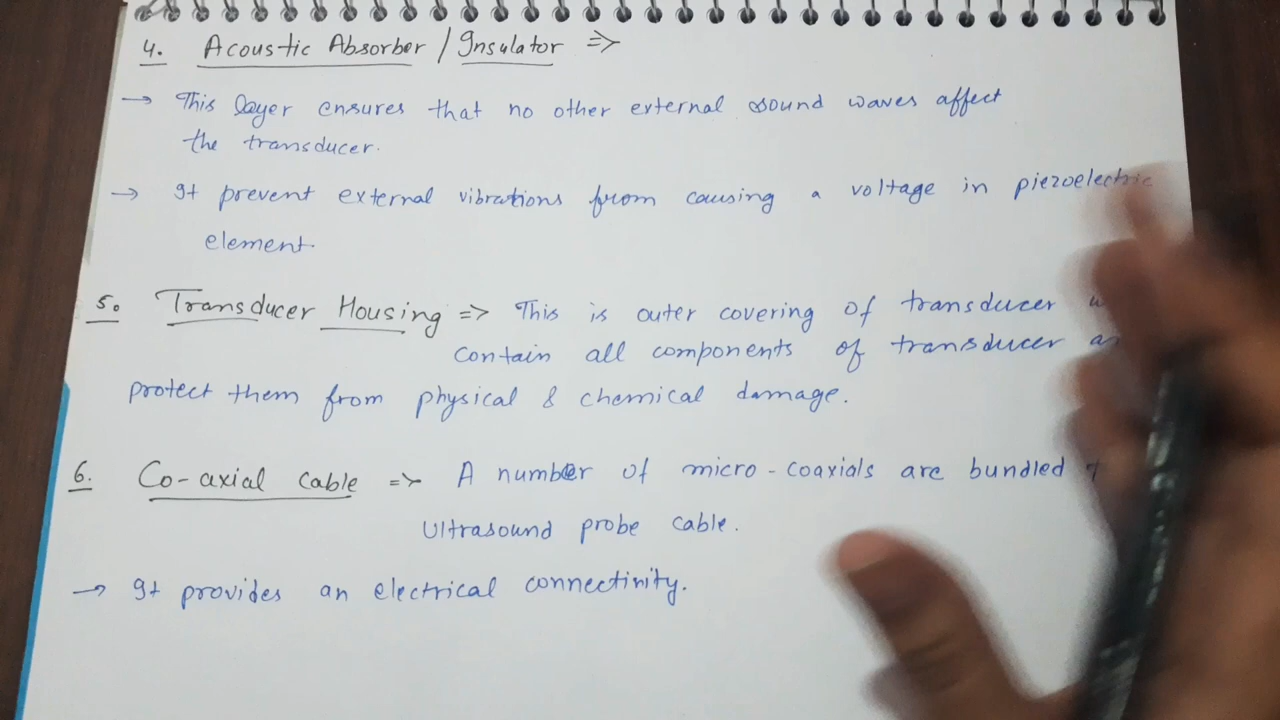 4. Acoustic Absorber / Insulator =>
→ This layer ensures that no other external sound waves affect
the transducer.
→ It prevent external vibrations from causing a voltage in piezoelectric
element.
5. Transducer Housing => This is outer covering of transducer
contain all components of transducer
protect them from physical & chemical damage.
6. Co-axial cable => A number of micro-coaxials are bundled
Ultrasound probe cable.
→ It provides an electrical connectinity.